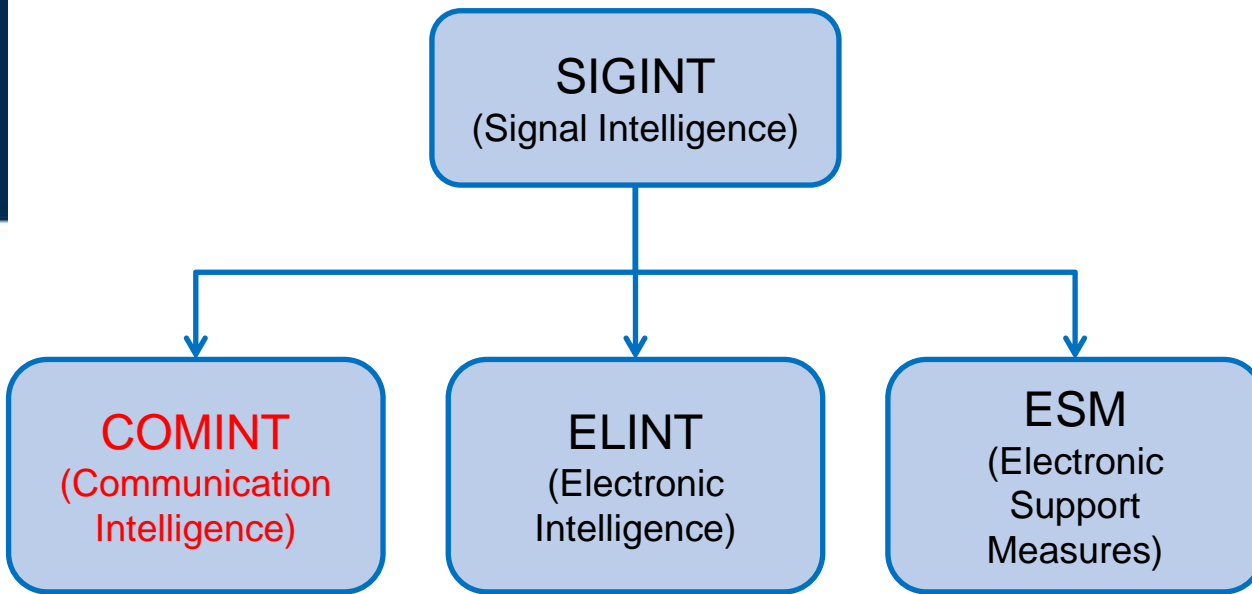 SIGINT
(Signal Intelligence)
COMINT
(Communication
Intelligence)
ELINT
(Electronic
Intelligence)
ESM
(Electronic
Support
Measures)